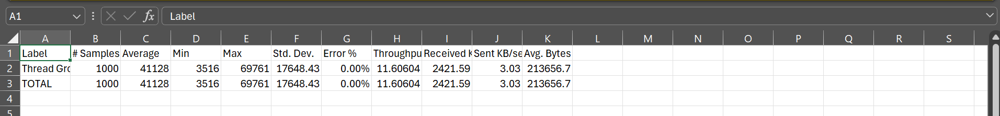 A1 fx Label
A B C D E F G H I J K L M N O P Q R S
1 Label # Samples Average Min Max Std. Dev. Error % Throughpu Received K Sent KB/se Avg. Bytes
2 Thread Gro 1000 41128 3516 69761 17648.43 0.00% 11.60604 2421.59 3.03 213656.7
3 TOTAL 1000 41128 3516 69761 17648.43 0.00% 11.60604 2421.59 3.03 213656.7
4
5